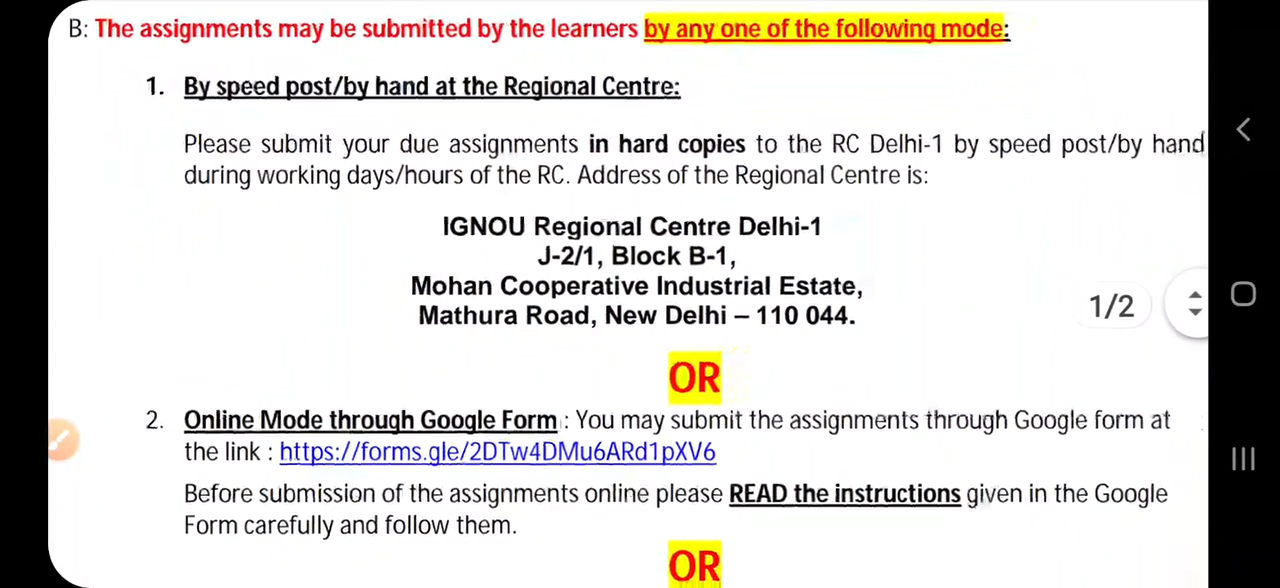 B: The assignments may be submitted by the learners by any one of the following mode:
1. By speed post/by hand at the Regional Centre:
Please submit your due assignments in hard copies to the RC Delhi-1 by speed post/by hand
during working days/hours of the RC. Address of the Regional Centre is:
IGNOU Regional Centre Delhi-1
J-2/1, Block B-1,
Mohan Cooperative Industrial Estate,
Mathura Road, New Delhi – 110 044.
1/2
OR
2. Online Mode through Google Form : You may submit the assignments through Google form at
the link : https://forms.gle/2DTw4DMu6ARd1pXV6
Before submission of the assignments online please READ the instructions given in the Google
Form carefully and follow them.
OR